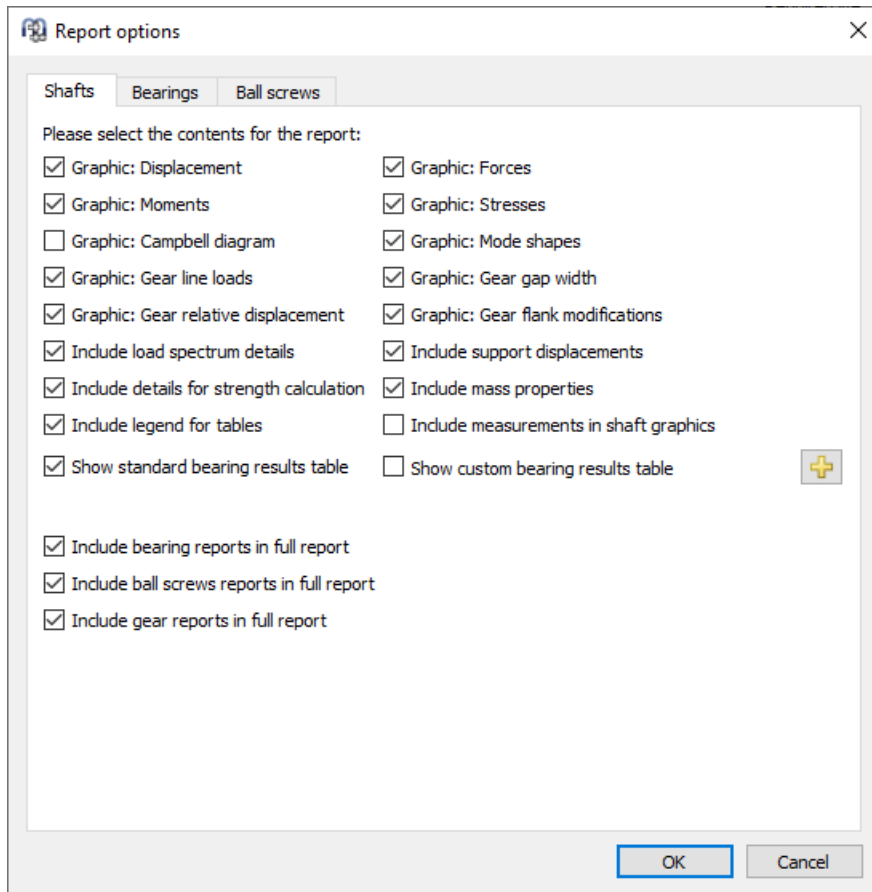 Report options
Shafts Bearings Ball screws
Please select the contents for the report:
Graphic: Displacement Graphic: Forces
Graphic: Moments Graphic: Stresses
Graphic: Campbell diagram Graphic: Mode shapes
Graphic: Gear line loads Graphic: Gear gap width
Graphic: Gear relative displacement Graphic: Gear flank modifications
Include load spectrum details Include support displacements
Include details for strength calculation Include mass properties
Include legend for tables Include measurements in shaft graphics
Show standard bearing results table Show custom bearing results table
Include bearing reports in full report
Include ball screws reports in full report
Include gear reports in full report
OK Cancel